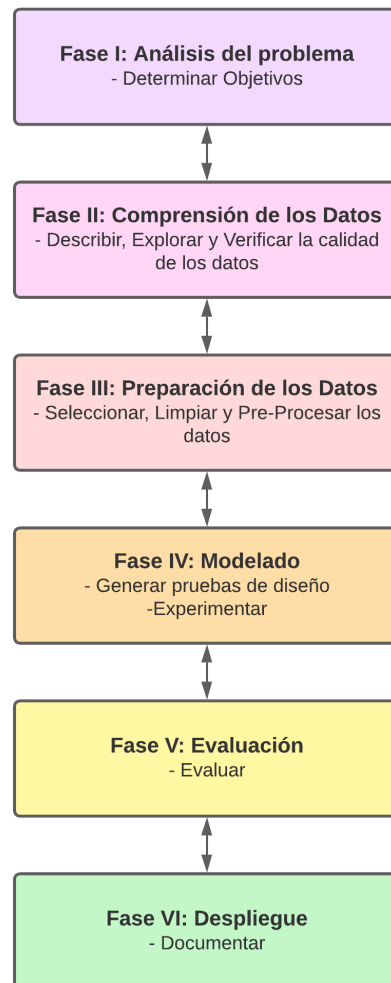 Fase I: Análisis del problema
- Determinar Objetivos
Fase II: Comprensión de los Datos
- Describir, Explorar y Verificar la calidad
de los datos
Fase III: Preparación de los Datos
- Seleccionar, Limpiar y Pre-Procesar los
datos
Fase IV: Modelado
- Generar pruebas de diseño
-Experimentar
Fase V: Evaluación
- Evaluar
Fase VI: Despliegue
- Documentar